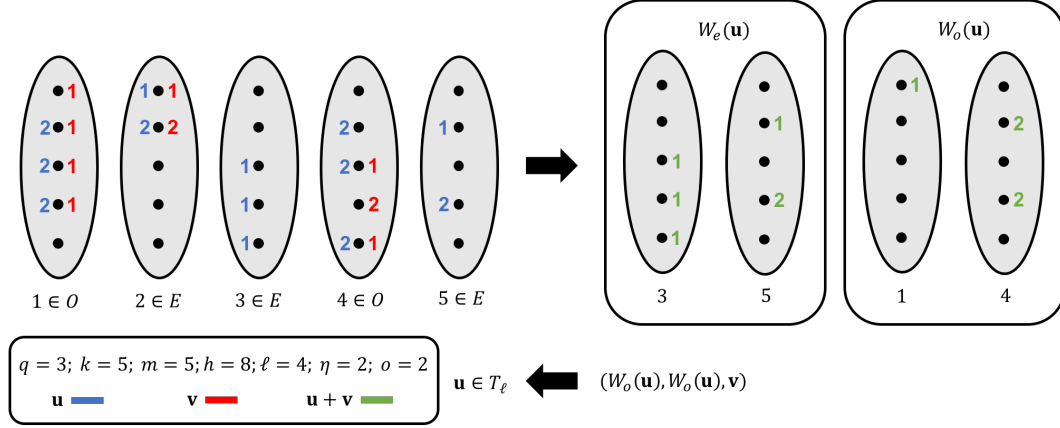 W_e(𝐮) W_o(𝐮)
1 1 1 1
2 1 2 2 2 1 1 2
2 1 1 2 1 1
2 1 1 2 2 1 2 2
1 2 1 1
1 ∈ O 2 ∈ E 3 ∈ E 4 ∈ O 5 ∈ E 3 5 1 4
q = 3; k = 5; m = 5; h = 8; ℓ = 4; η = 2; o = 2
𝐮 𝐯 𝐮 + 𝐯
𝐮 ∈ T_ℓ (W_o(𝐮), W_o(𝐮), 𝐯)